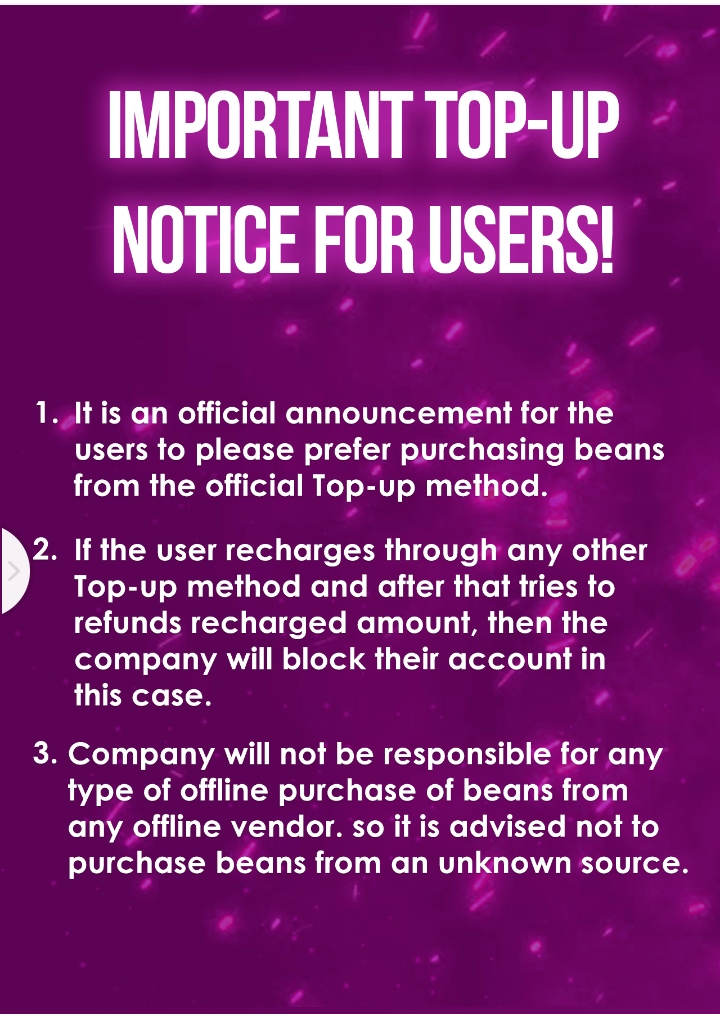 IMPORTANT TOP-UP
NOTICE FOR USERS!
1. It is an official announcement for the
users to please prefer purchasing beans
from the official Top-up method.
2. If the user recharges through any other
Top-up method and after that tries to
refunds recharged amount, then the
company will block their account in
this case.
3. Company will not be responsible for any
type of offline purchase of beans from
any offline vendor. so it is advised not to
purchase beans from an unknown source.